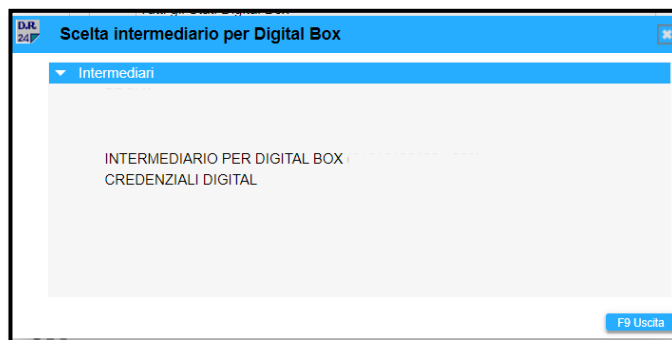 D.R.
24
Scelta intermediario per Digital Box
Intermediari
INTERMEDIARIO PER DIGITAL BOX
CREDENZIALI DIGITAL
F9 Uscita